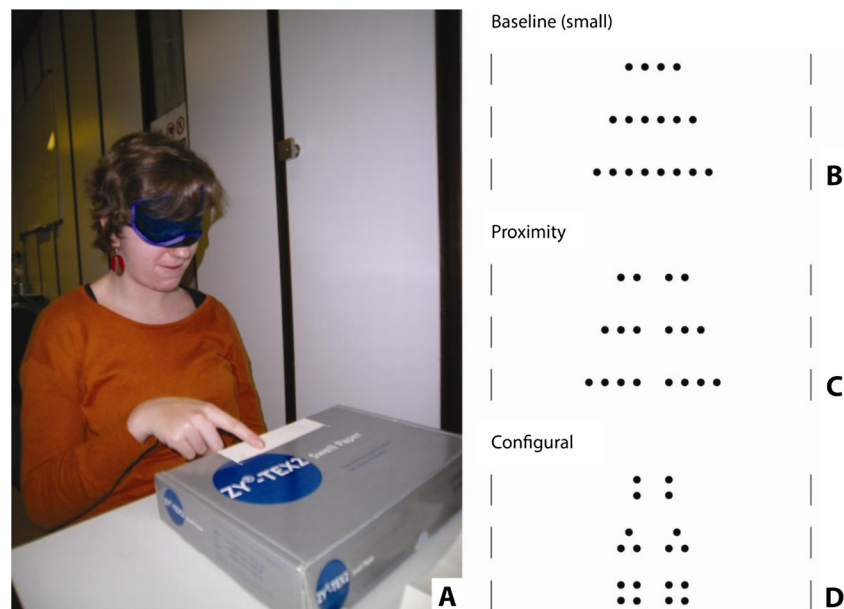 Baseline (small)
B
Proximity
C
Configural
D
ZY®-TEX2 Swell Paper
A